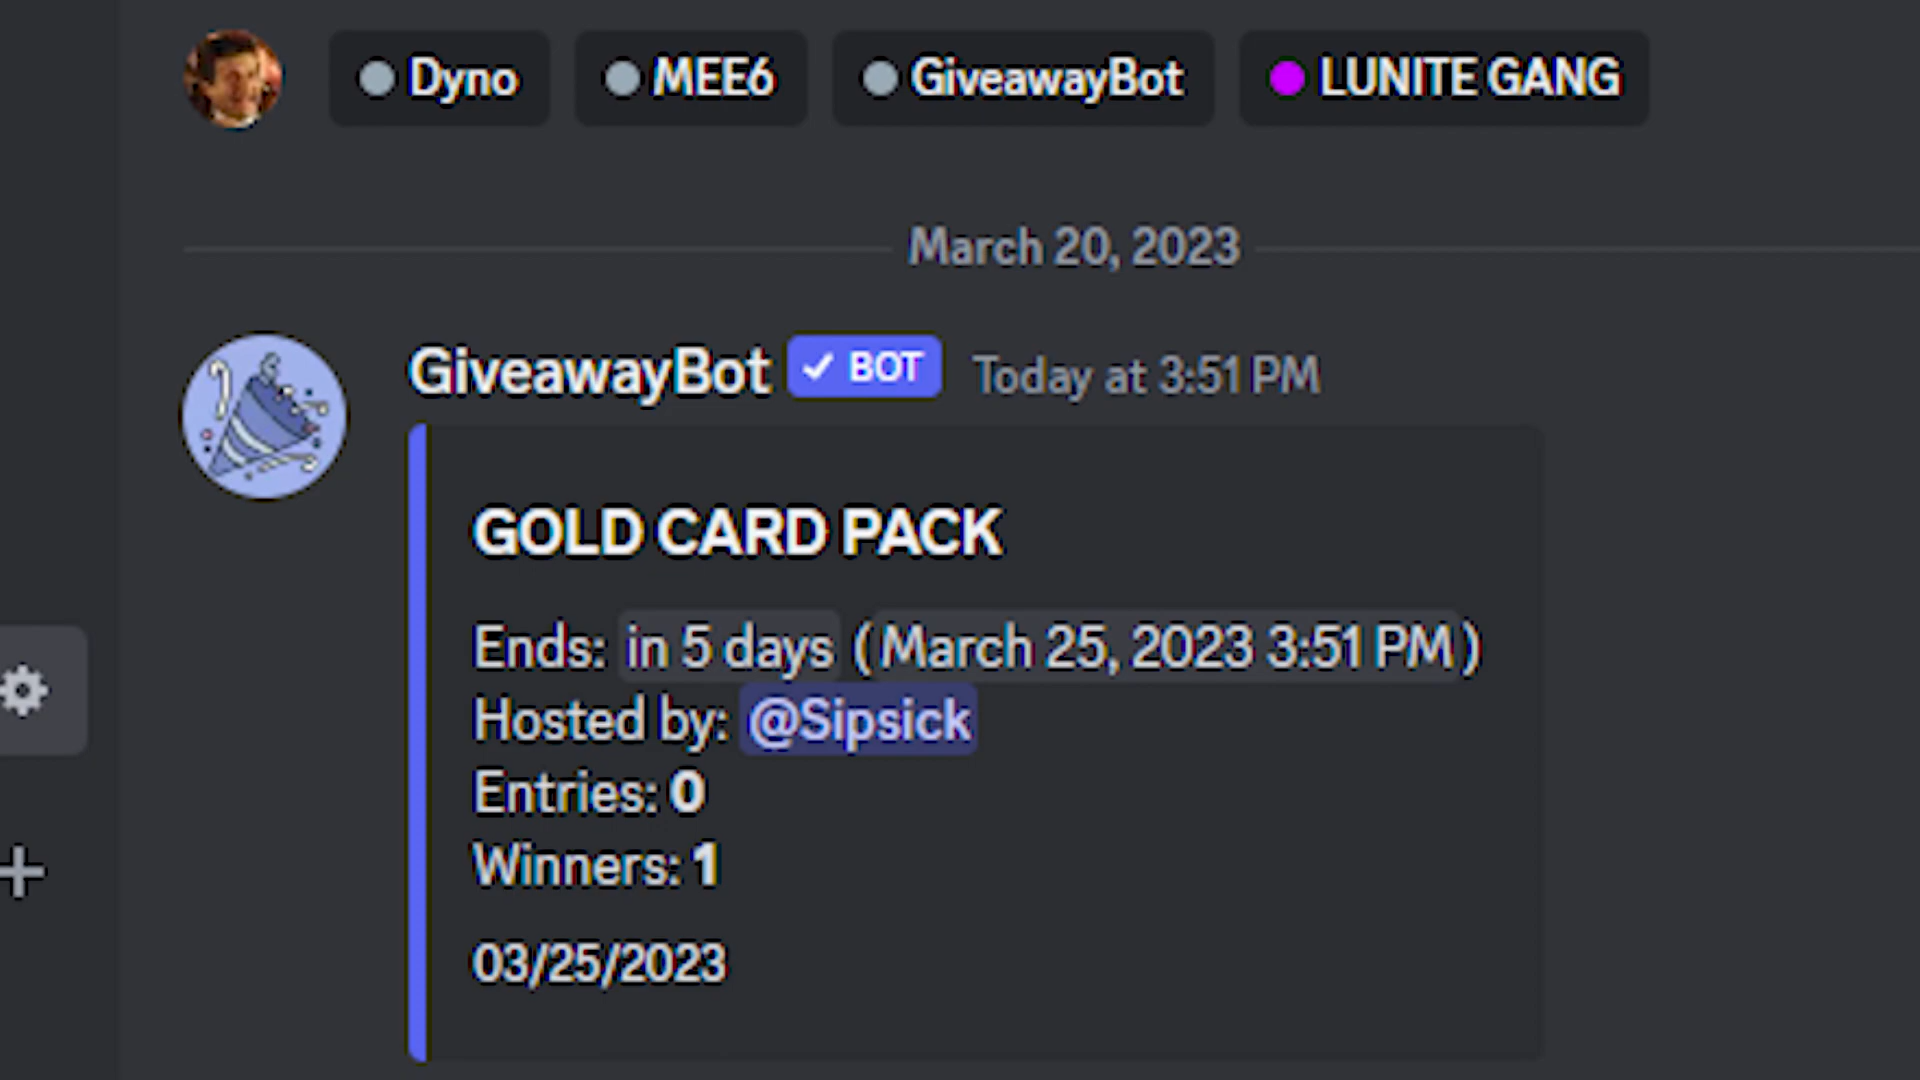 Dyno MEE6 GiveawayBot LUNITE GANG
March 20, 2023
GiveawayBot ✓ BOT Today at 3:51 PM
GOLD CARD PACK
Ends: in 5 days (March 25, 2023 3:51 PM)
Hosted by: @Sipsick
Entries: 0
Winners: 1
03/25/2023